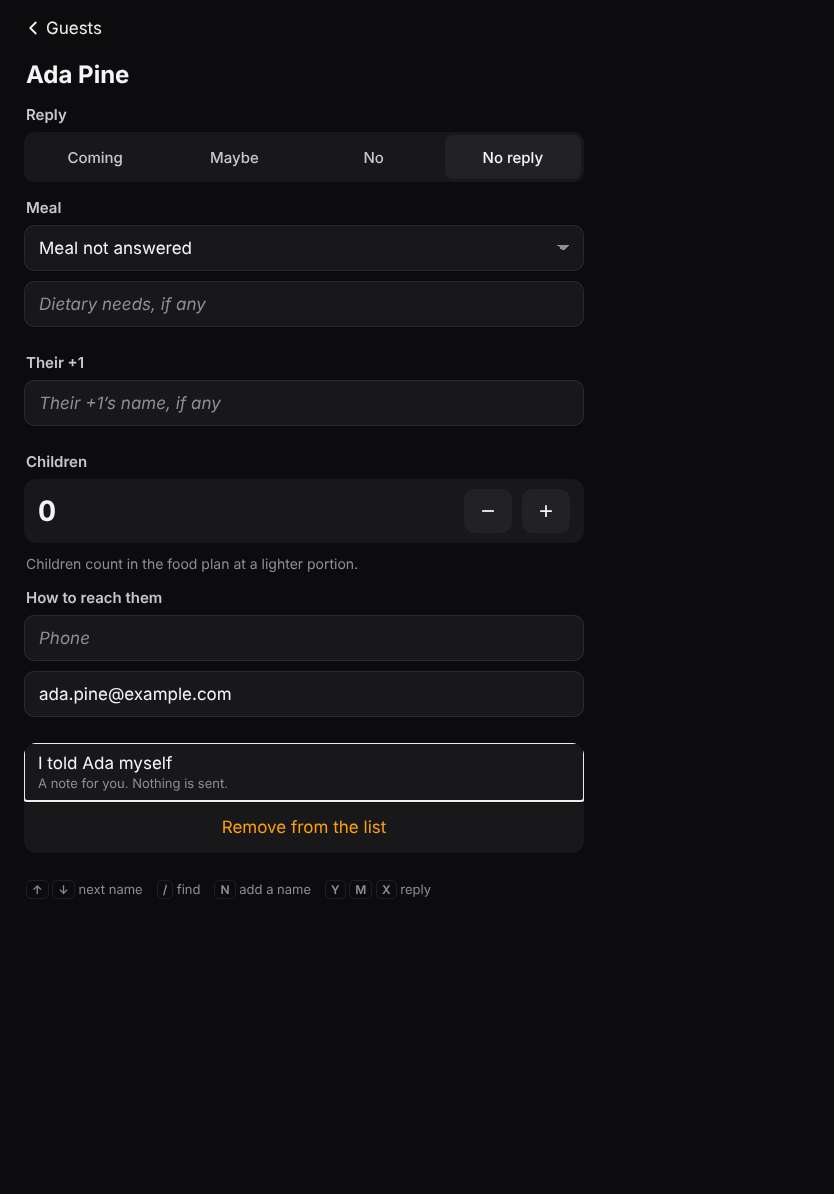 Guests
Ada Pine
Reply
Coming Maybe No No reply
Meal
Meal not answered
Dietary needs, if any
Their +1
Their +1’s name, if any
Children
0 − +
Children count in the food plan at a lighter portion.
How to reach them
Phone
ada.pine@example.com
I told Ada myself
A note for you. Nothing is sent.
Remove from the list
↑ ↓ next name / find N add a name Y M X reply